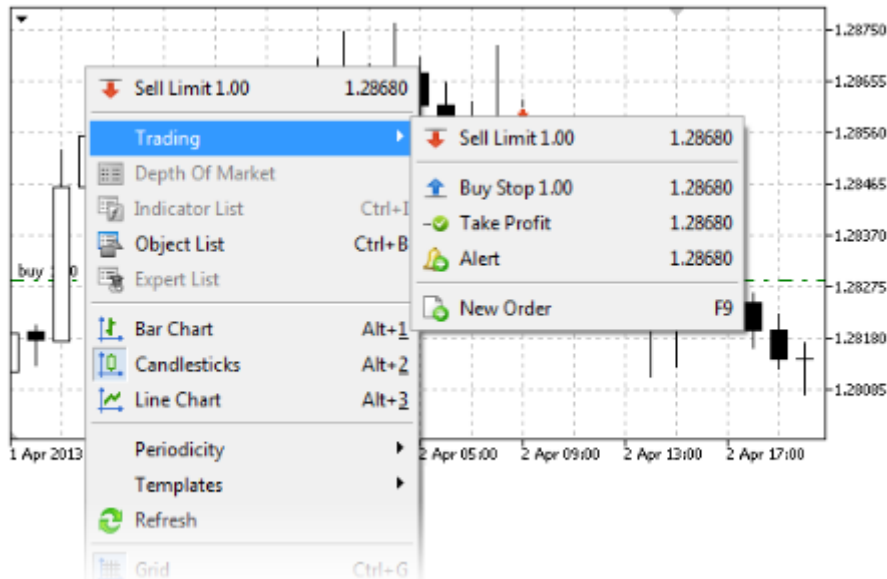 1.28750
1.28655
1.28560
1.28465
1.28370
1.28275
1.28180
1.28085
buy
Sell Limit 1.00 1.28680
Trading
Depth Of Market
Indicator List Ctrl+I
Object List Ctrl+B
Expert List
Bar Chart Alt+1
Candlesticks Alt+2
Line Chart Alt+3
Periodicity
Templates
Refresh
Grid Ctrl+G
Sell Limit 1.00 1.28680
Buy Stop 1.00 1.28680
Take Profit 1.28680
Alert 1.28680
New Order F9
1 Apr 2013 2 Apr 05:00 2 Apr 09:00 2 Apr 13:00 2 Apr 17:00